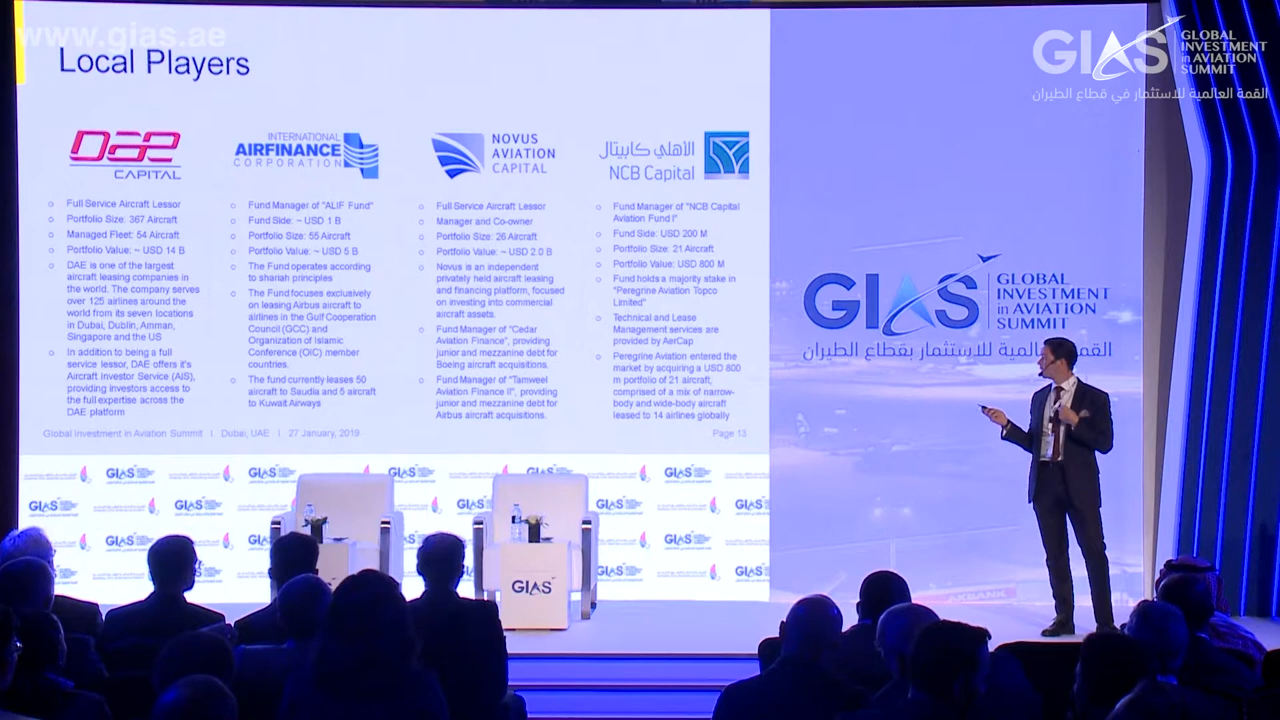 www.gias.ae
GIAS
GLOBAL
INVESTMENT
in AVIATION
SUMMIT
القمة العالمية للاستثمار في قطاع الطيران
Local Players
DAE
CAPITAL
Full Service Aircraft Lessor
Portfolio Size: 367 Aircraft
Managed Fleet: 54 Aircraft
Portfolio Value: ~ USD 14 B
DAE is one of the largest
aircraft leasing companies in
the world. The company serves
over 125 airlines around the
world from its seven locations
in Dubai, Dublin, Amman,
Singapore and the US
In addition to being a full
service lessor, DAE offers it's
Aircraft Investor Service (AIS),
providing investors access to
the full expertise across the
DAE platform
INTERNATIONAL
AIRFINANCE
CORPORATION
Fund Manager of "ALIF Fund"
Fund Side: ~ USD 1 B
Portfolio Size: 55 Aircraft
Portfolio Value: ~ USD 5 B
The Fund operates according
to shariah principles
The Fund focuses exclusively
on leasing Airbus aircraft to
airlines in the Gulf Cooperation
Council (GCC) and
Organization of Islamic
Conference (OIC) member
countries.
The fund currently leases 50
aircraft to Saudia and 5 aircraft
to Kuwait Airways
NOVUS
AVIATION
CAPITAL
Full Service Aircraft Lessor
Manager and Co-owner
Portfolio Size: 26 Aircraft
Portfolio Value: ~ USD 2.0 B
Novus is an independent
privately held aircraft leasing
and financing platform, focused
on investing into commercial
aircraft assets.
Fund Manager of "Cedar
Aviation Finance", providing
junior and mezzanine debt for
Boeing aircraft acquisitions.
Fund Manager of "Tamweel
Aviation Finance II", providing
junior and mezzanine debt for
Airbus aircraft acquisitions.
الأهلي كابيتال
NCB Capital
Fund Manager of "NCB Capital
Aviation Fund I"
Fund Side: USD 200 M
Portfolio Size: 21 Aircraft
Portfolio Value: USD 800 M
Fund holds a majority stake in
"Peregrine Aviation Topco
Limited"
Technical and Lease
Management services are
provided by AerCap
Peregrine Aviation entered the
market by acquiring a USD 800
m portfolio of 21 aircraft,
comprised of a mix of narrow-
body and wide-body aircraft
leased to 14 airlines globally
Global Investment in Aviation Summit | Dubai, UAE | 27 January, 2019
Page 13
GIAS
GLOBAL
INVESTMENT
in AVIATION
SUMMIT
القمة العالمية للاستثمار بقطاع الطيران
AKBANK
GIAS